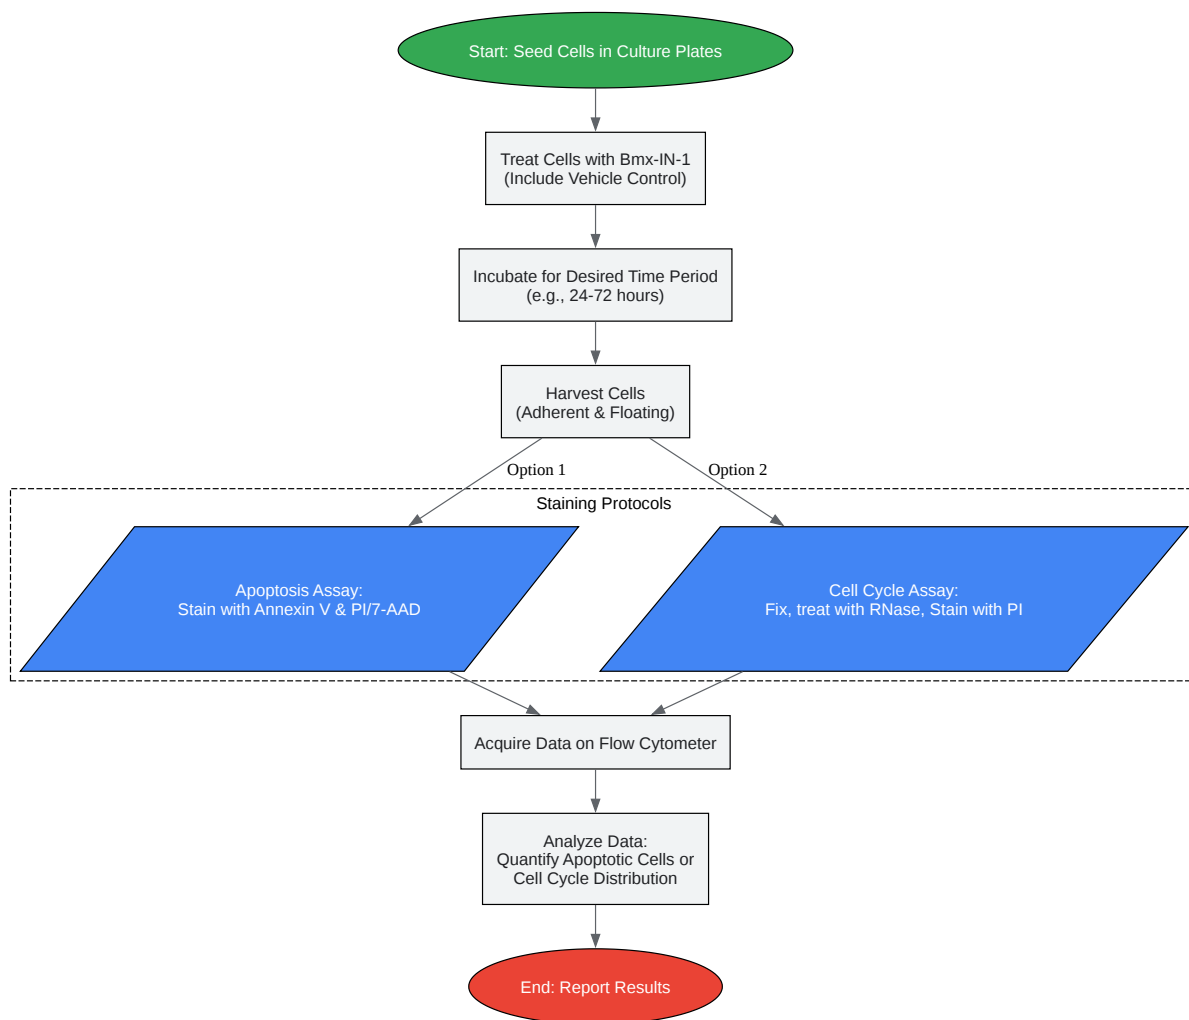 Start: Seed Cells in Culture Plates
Treat Cells with Bmx-IN-1
(Include Vehicle Control)
Incubate for Desired Time Period
(e.g., 24-72 hours)
Harvest Cells
(Adherent & Floating)
Option 1
Option 2
Staining Protocols
Apoptosis Assay:
Stain with Annexin V & PI/7-AAD
Cell Cycle Assay:
Fix, treat with RNase, Stain with PI
Acquire Data on Flow Cytometer
Analyze Data:
Quantify Apoptotic Cells or
Cell Cycle Distribution
End: Report Results